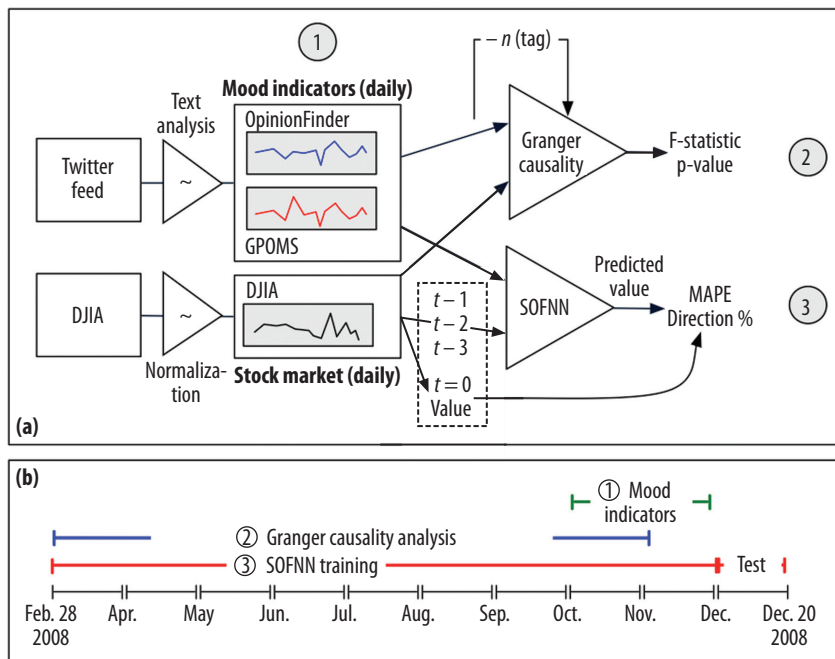 1
– n (tag)
Mood indicators (daily)
Text
analysis
OpinionFinder
Twitter
feed
~
GPOMS
Granger
causality
F-statistic
p-value
2
DJIA
~
Normaliza-
tion
DJIA
Stock market (daily)
t – 1
t – 2
t – 3
t = 0
Value
SOFNN
Predicted
value
MAPE
Direction %
3
(a)
(b)
① Mood
indicators
② Granger causality analysis
③ SOFNN training
Test
Feb. 28
2008
Apr.
May
Jun.
Jul.
Aug.
Sep.
Oct.
Nov.
Dec.
Dec. 20
2008